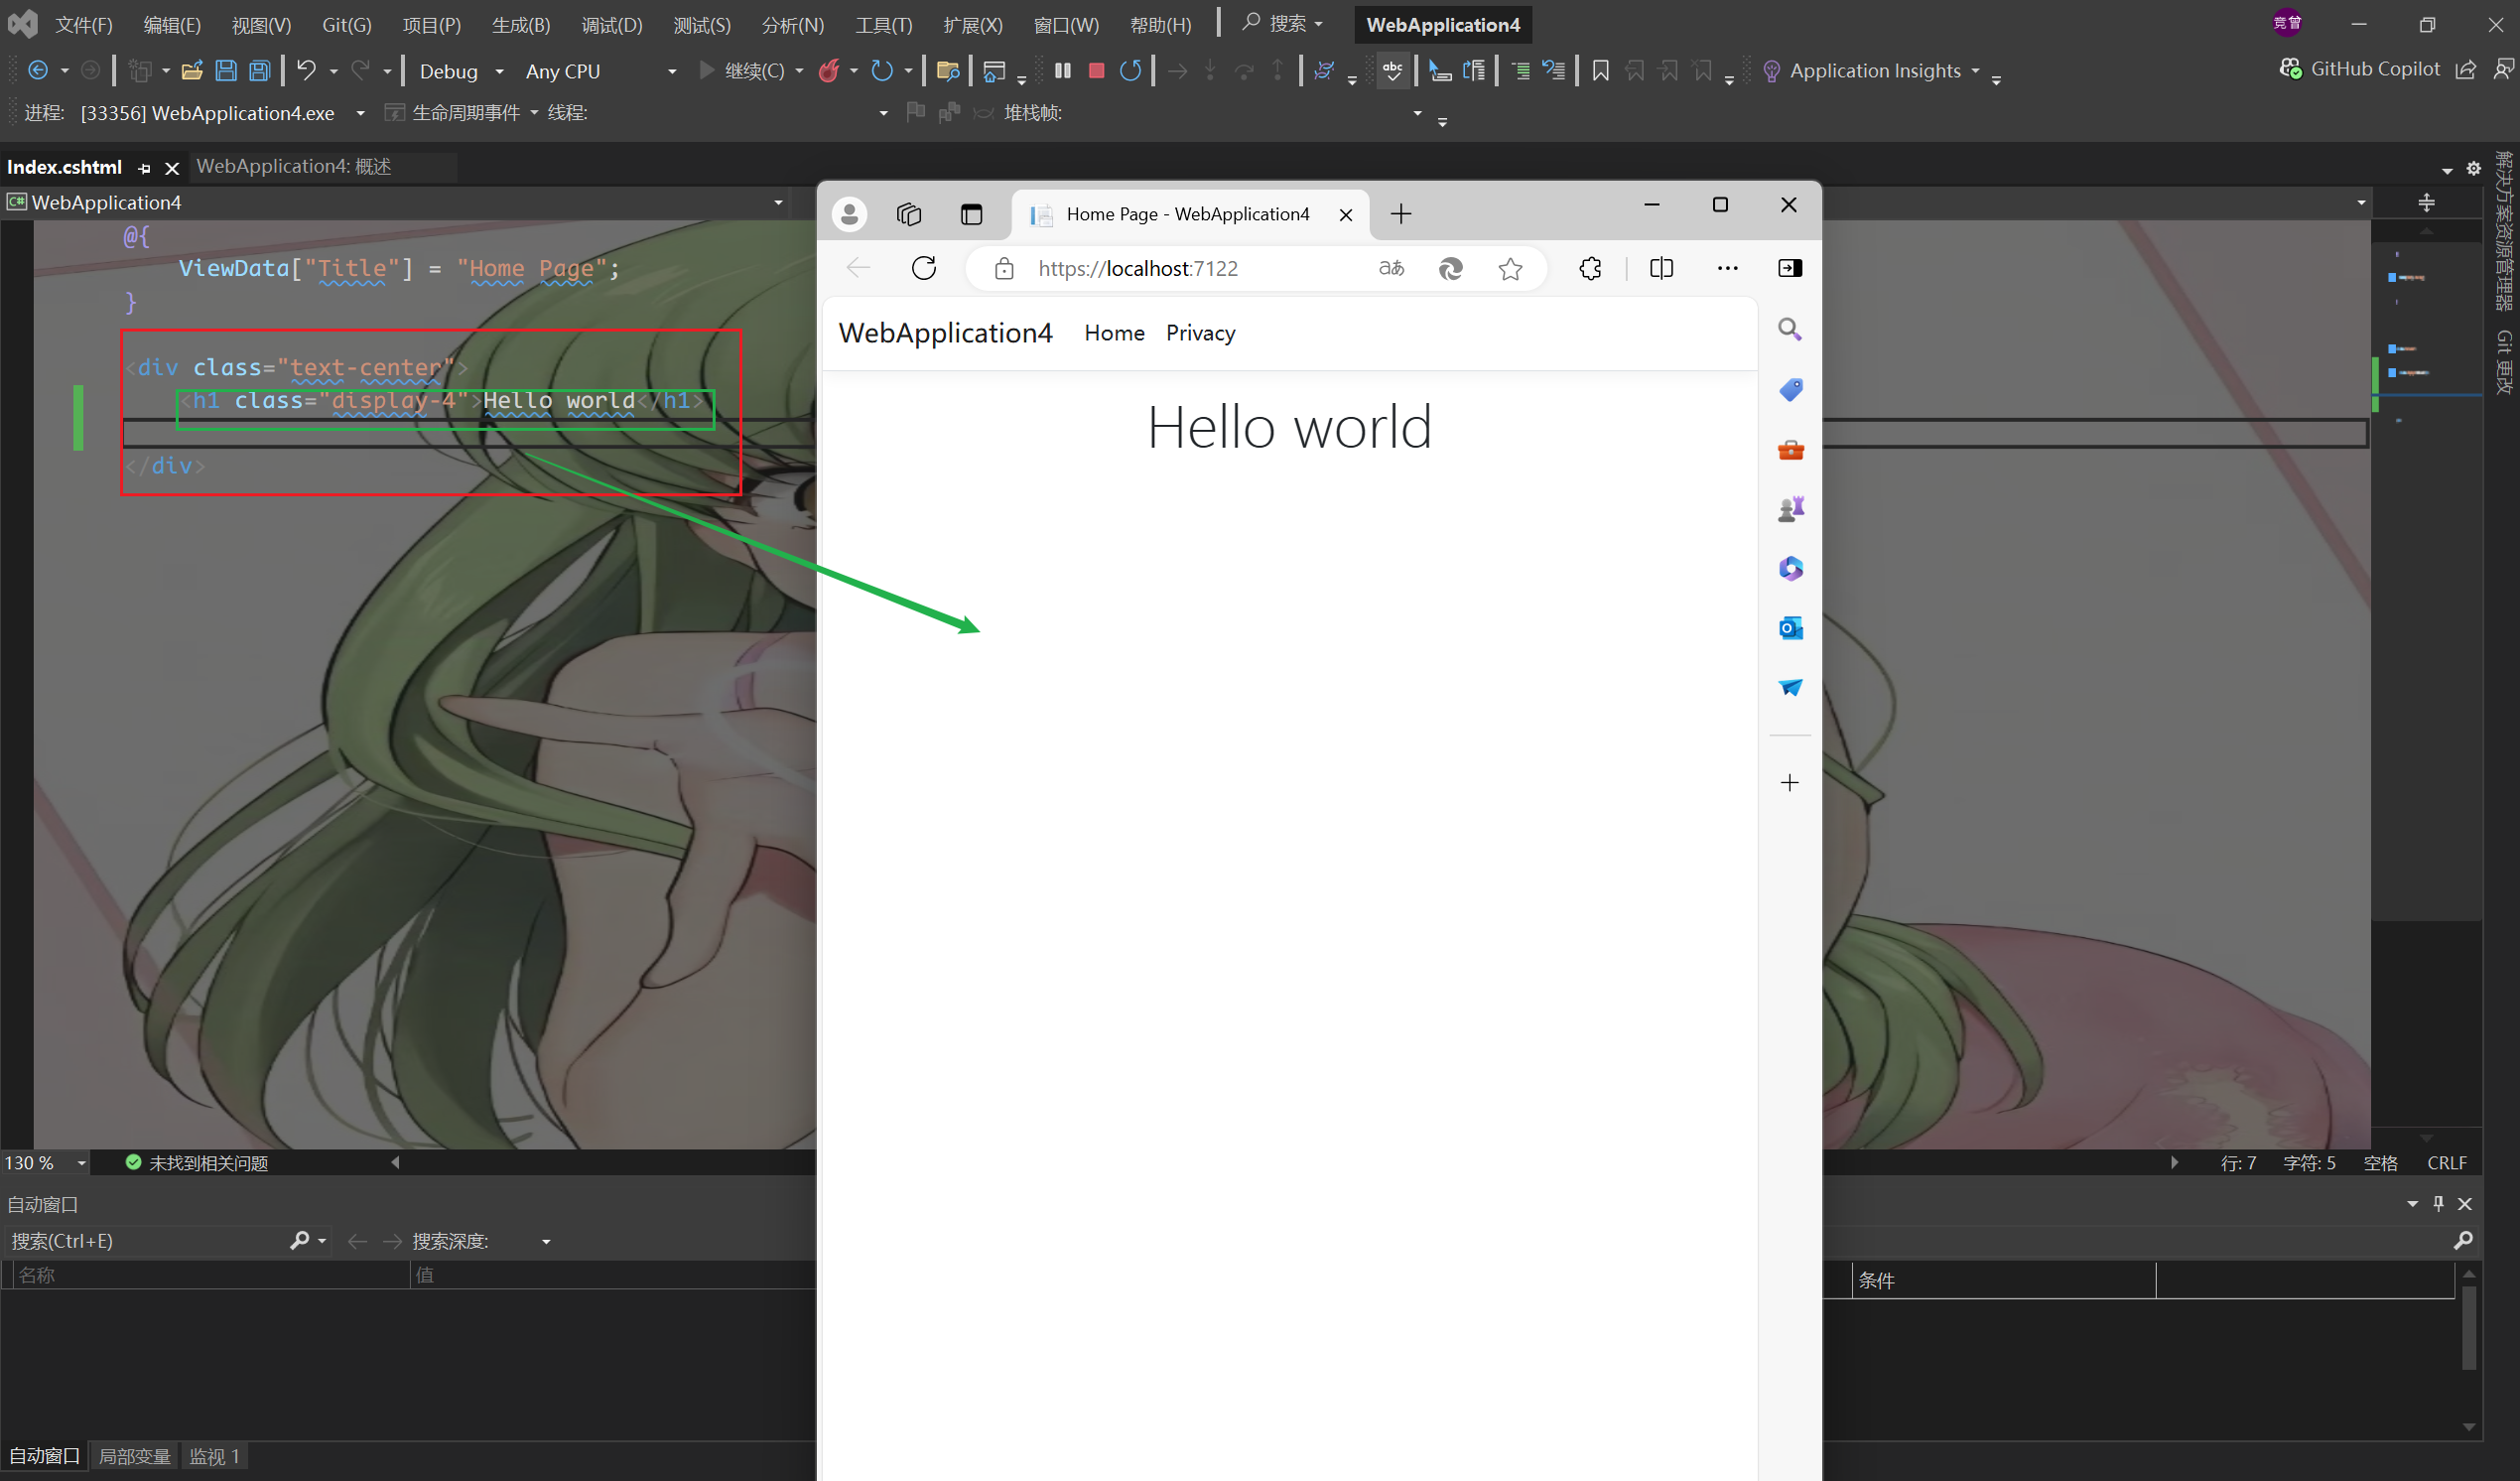 文件(F) 编辑(E) 视图(V) Git(G) 项目(P) 生成(B) 调试(D) 测试(S) 分析(N) 工具(T) 扩展(X) 窗口(W) 帮助(H) 搜索 WebApplication4 竞曾
Debug Any CPU 继续(C) abc Application Insights GitHub Copilot
进程: [33356] WebApplication4.exe 生命周期事件 线程: 堆栈帧:
Index.cshtml WebApplication4: 概述
C# WebApplication4
@{
ViewData["Title"] = "Home Page";
}
<div class="text-center">
<h1 class="display-4">Hello world</h1>
</div>
Home Page - WebApplication4
https://localhost:7122 aあ
WebApplication4 Home Privacy
Hello world
解决方案资源管理器
Git 更改
130 % 未找到相关问题 行: 7 字符: 5 空格 CRLF
自动窗口
搜索(Ctrl+E) 搜索深度:
名称 值 条件
自动窗口 局部变量 监视 1